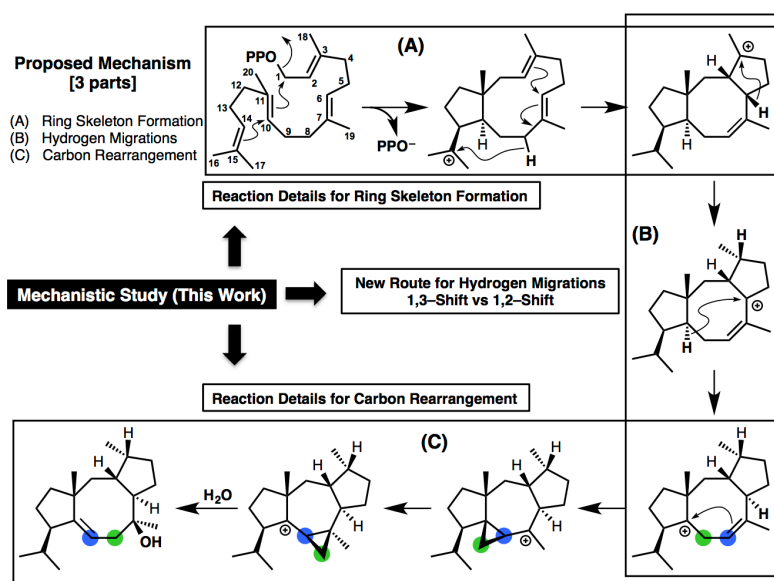 Proposed Mechanism
[3 parts]
(A) Ring Skeleton Formation
(B) Hydrogen Migrations
(C) Carbon Rearrangement
(A)
18
3
4
PPO
20
1
2
5
12
11
6
13
14
10
7
9
8
19
16
15
17
PPO⁻
H
H
⊕
⊕
H
H
H
Reaction Details for Ring Skeleton Formation
(B)
H
H
⊕
H
Mechanistic Study (This Work)
New Route for Hydrogen Migrations
1,3–Shift vs 1,2–Shift
Reaction Details for Carbon Rearrangement
(C)
H
H
H
OH
H₂O
H
H
H
⊕
H
H
H
⊕
H
H
H
⊕